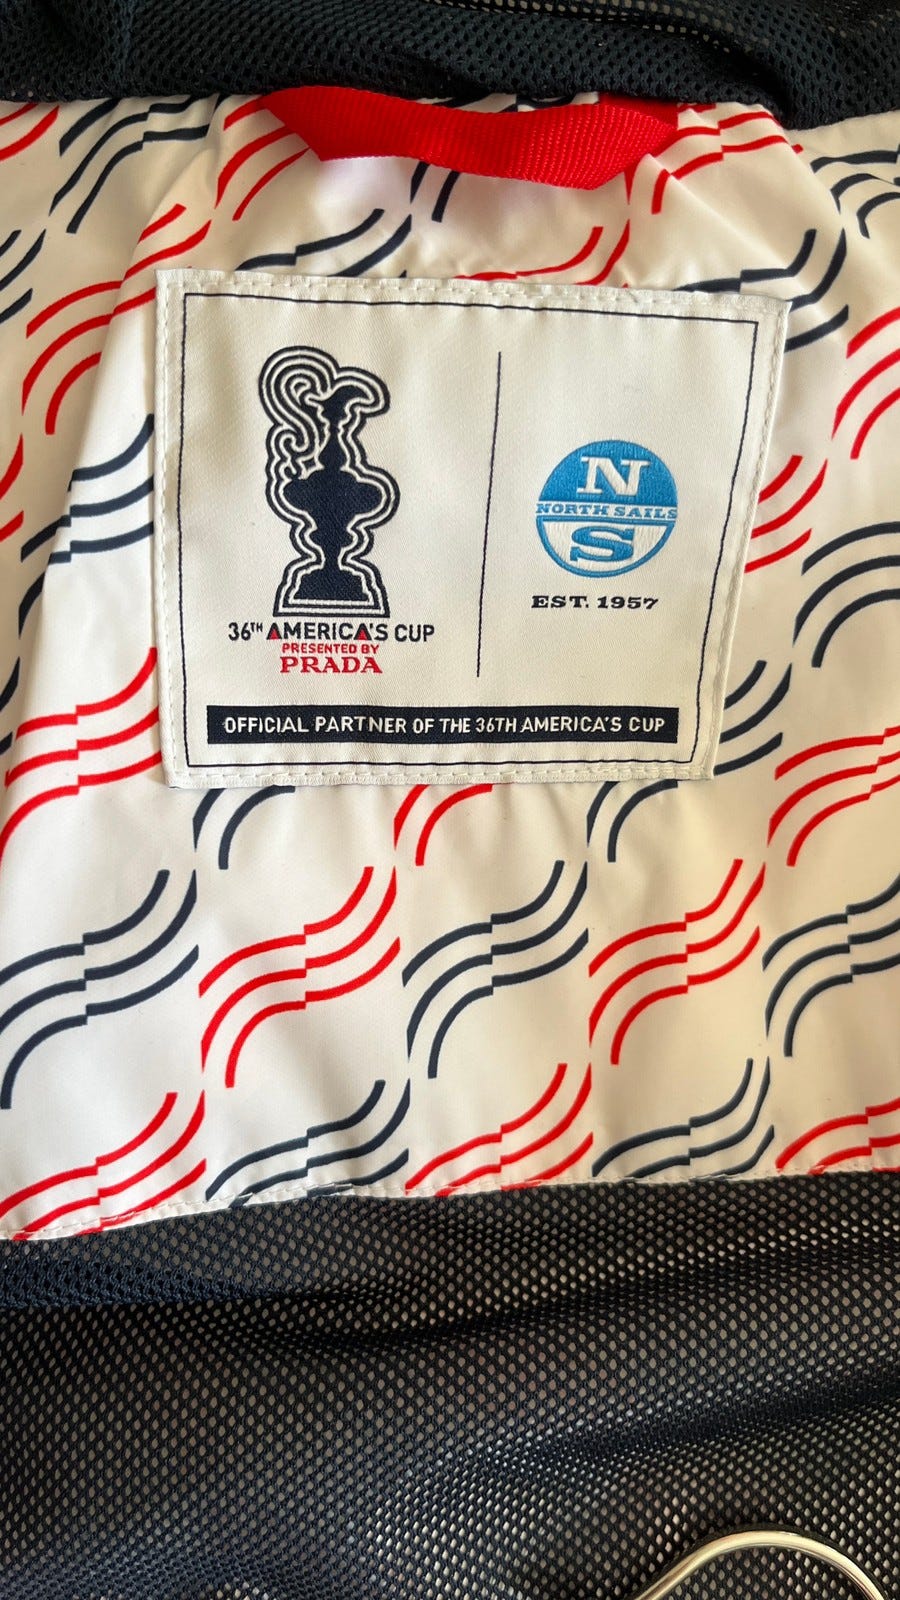 36TH AMERICA'S CUP
PRESENTED BY
PRADA
N
NORTH SAILS
S
EST. 1957
OFFICIAL PARTNER OF THE 36TH AMERICA'S CUP